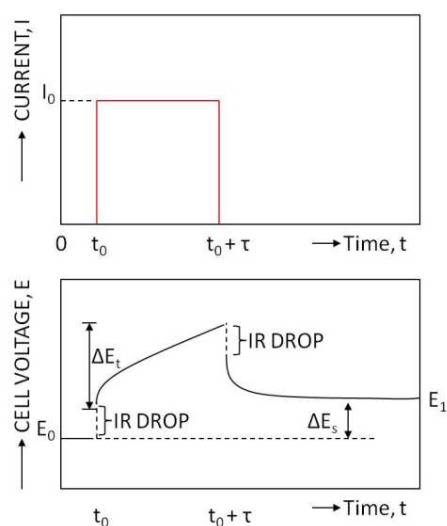 CURRENT, I
I₀
0
t₀
t₀ + τ
Time, t
CELL VOLTAGE, E
ΔEₜ
IR DROP
IR DROP
E₀
ΔEₛ
E₁
t₀
t₀ + τ
Time, t